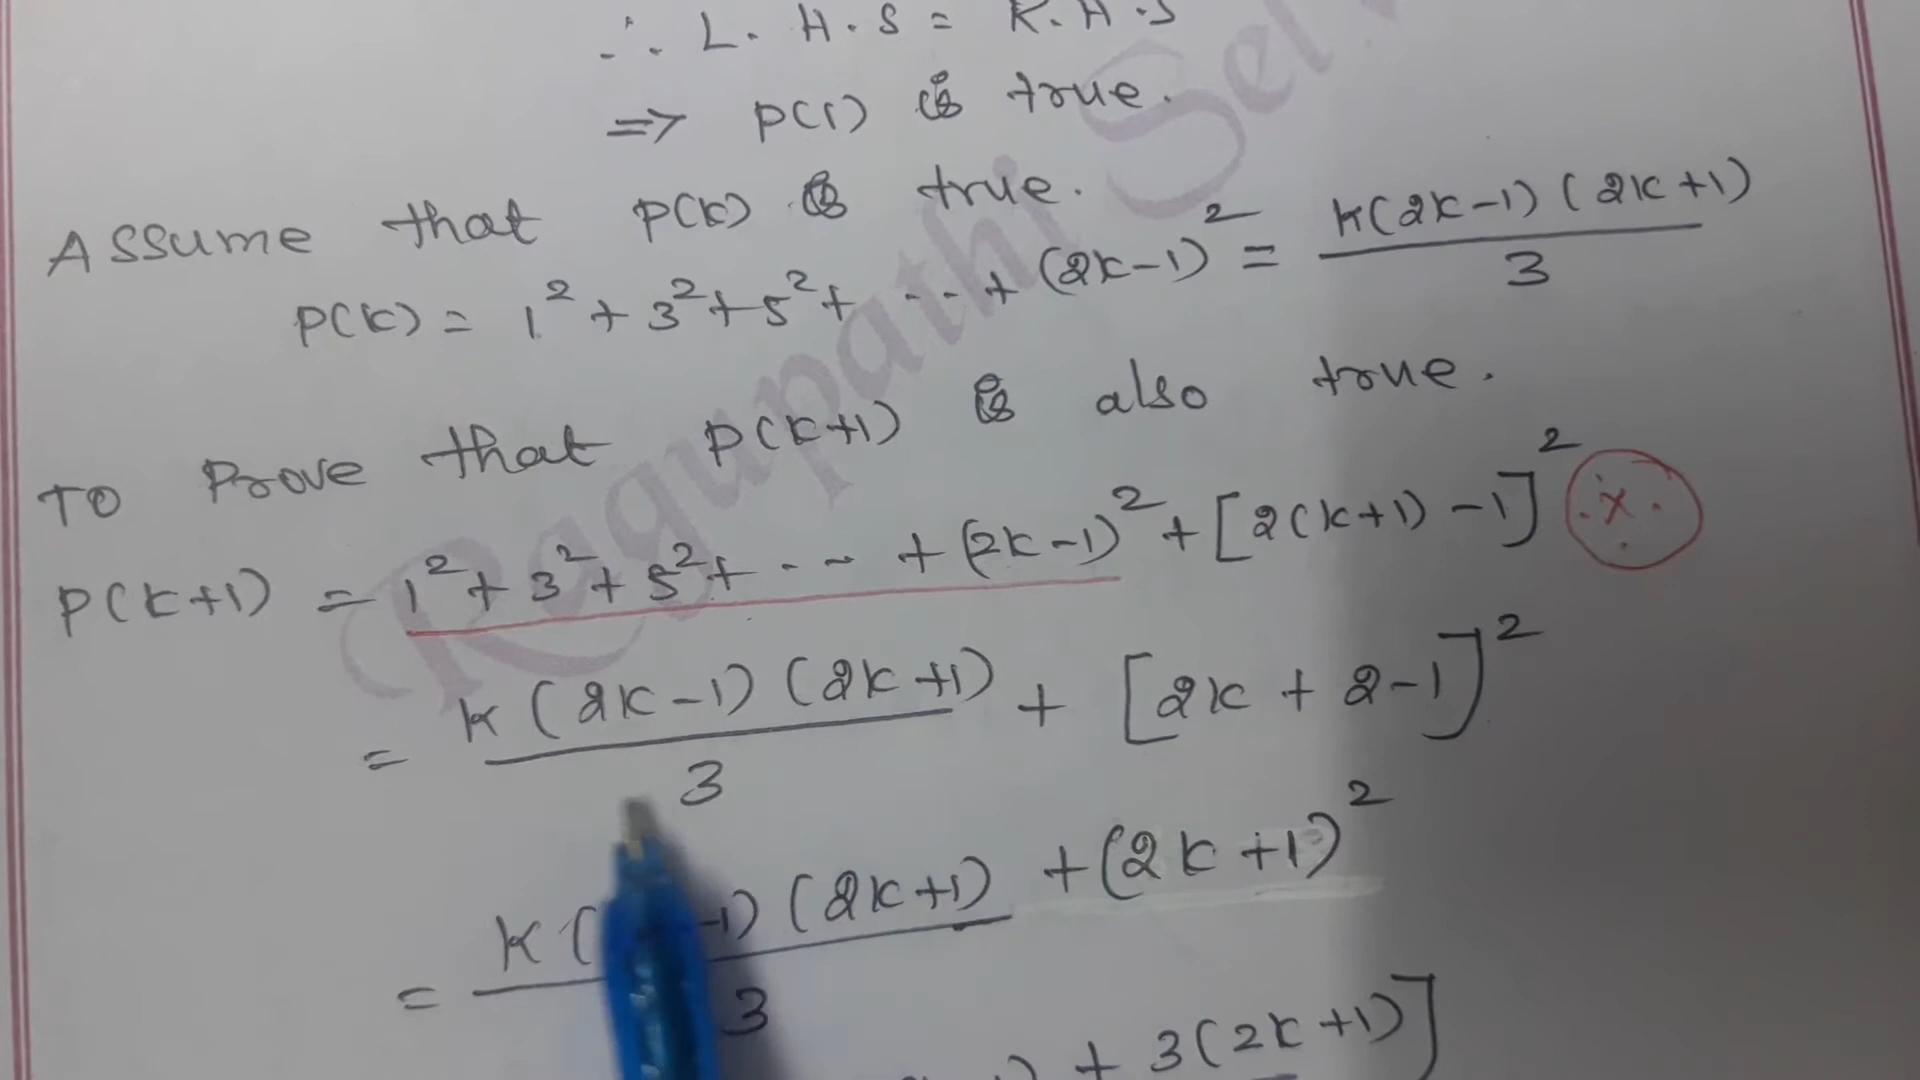 ∴ L.H.S = R.H.S
=> P(1) is true.
Assume that P(k) is true.
P(k) = 1² + 3² + 5² + ... + (2k-1)² = k(2k-1)(2k+1)/3
To Prove that P(k+1) is also true.
P(k+1) = 1² + 3² + 5² + ... + (2k-1)² + [2(k+1)-1]²
= k(2k-1)(2k+1)/3 + [2k+2-1]²
= k( -1)(2k+1)/3 + (2k+1)²
) + 3(2k+1)]
Ragupathi